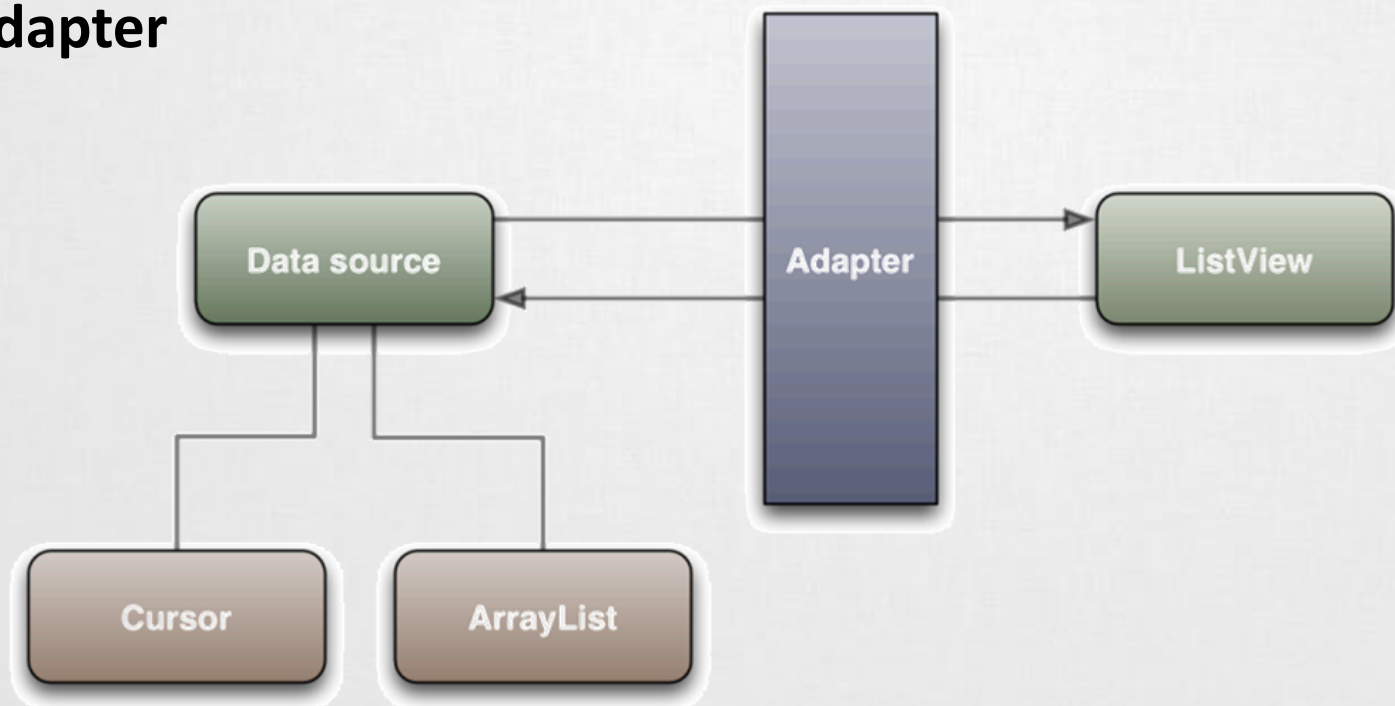 dapter
Data source
Adapter
ListView
Cursor
ArrayList